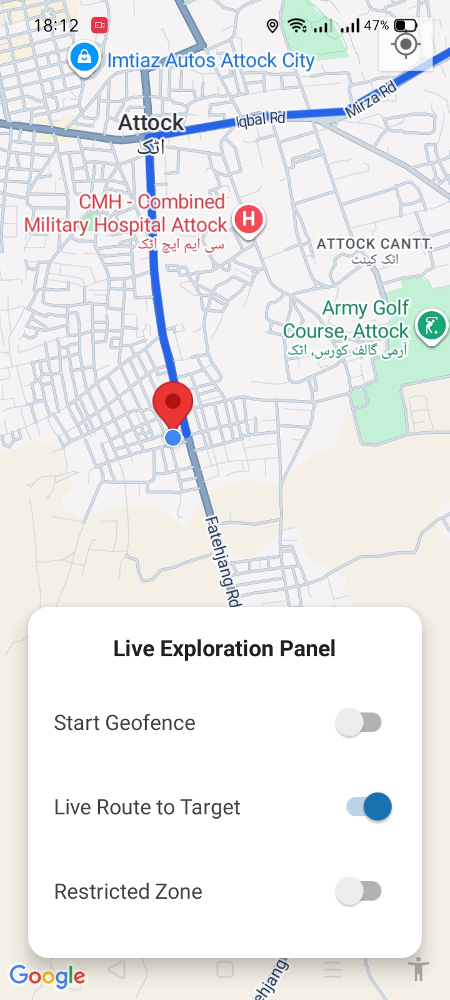 18:12
47%
Imtiaz Autos Attock City
Mirza Rd
Iqbal Rd
Attock
اٹک
CMH - Combined
Military Hospital Attock
سی ایم ایچ اٹک
H
ATTOCK CANTT.
اٹک کینٹ
Army Golf
Course, Attock
آرمی گالف کورس، اٹک
Fatehjang Rd
Live Exploration Panel
Start Geofence
Live Route to Target
Restricted Zone
Google
ehjang